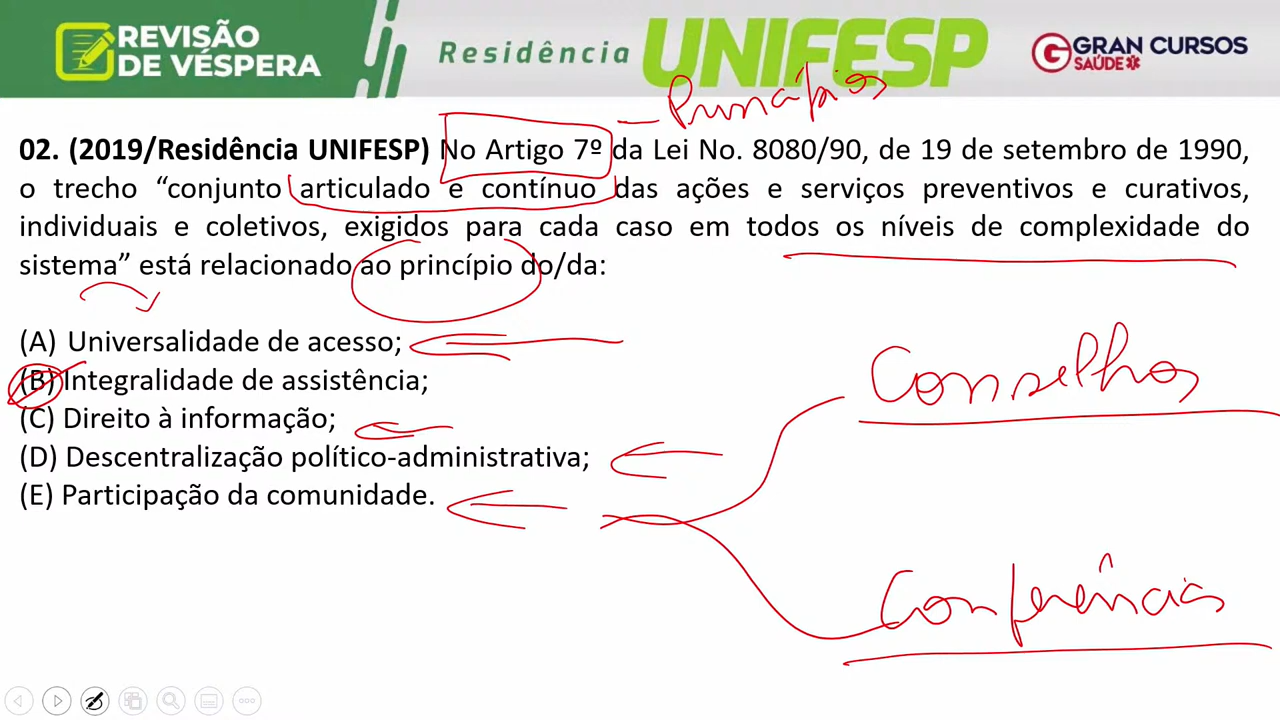 REVISÃO
DE VÉSPERA
Residência UNIFESP
GRAN CURSOS
SAÚDE
Princípios
02. (2019/Residência UNIFESP) No Artigo 7º da Lei No. 8080/90, de 19 de setembro de 1990,
o trecho “conjunto articulado e contínuo das ações e serviços preventivos e curativos,
individuais e coletivos, exigidos para cada caso em todos os níveis de complexidade do
sistema” está relacionado ao princípio do/da:
(A) Universalidade de acesso;
(B) Integralidade de assistência;
(C) Direito à informação;
(D) Descentralização político-administrativa;
(E) Participação da comunidade.
Conselhos
Conferências